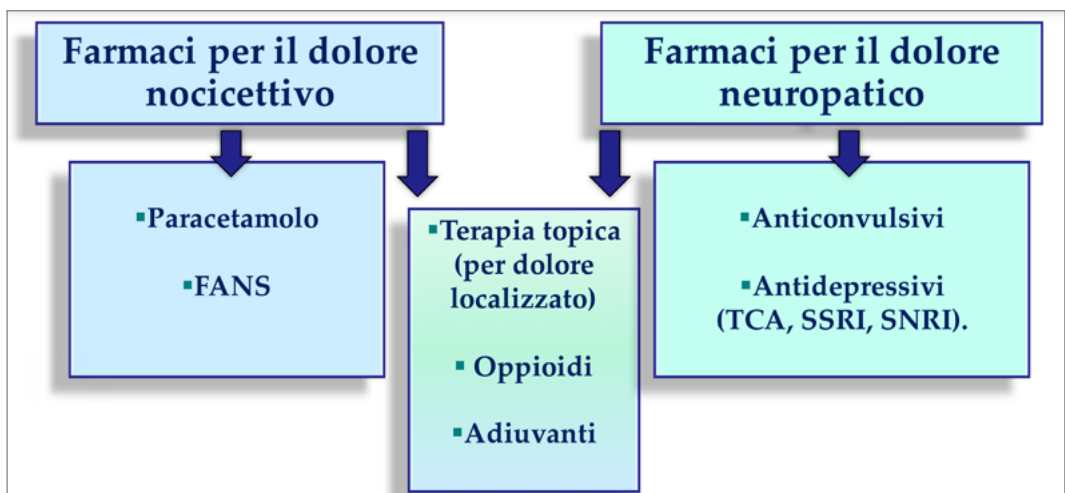 Farmaci per il dolore
nocicettivo
Farmaci per il dolore
neuropatico
▪Paracetamolo
▪FANS
▪Terapia topica
(per dolore
localizzato)
▪ Oppioidi
▪Adiuvanti
▪Anticonvulsivi
▪Antidepressivi
(TCA, SSRI, SNRI).